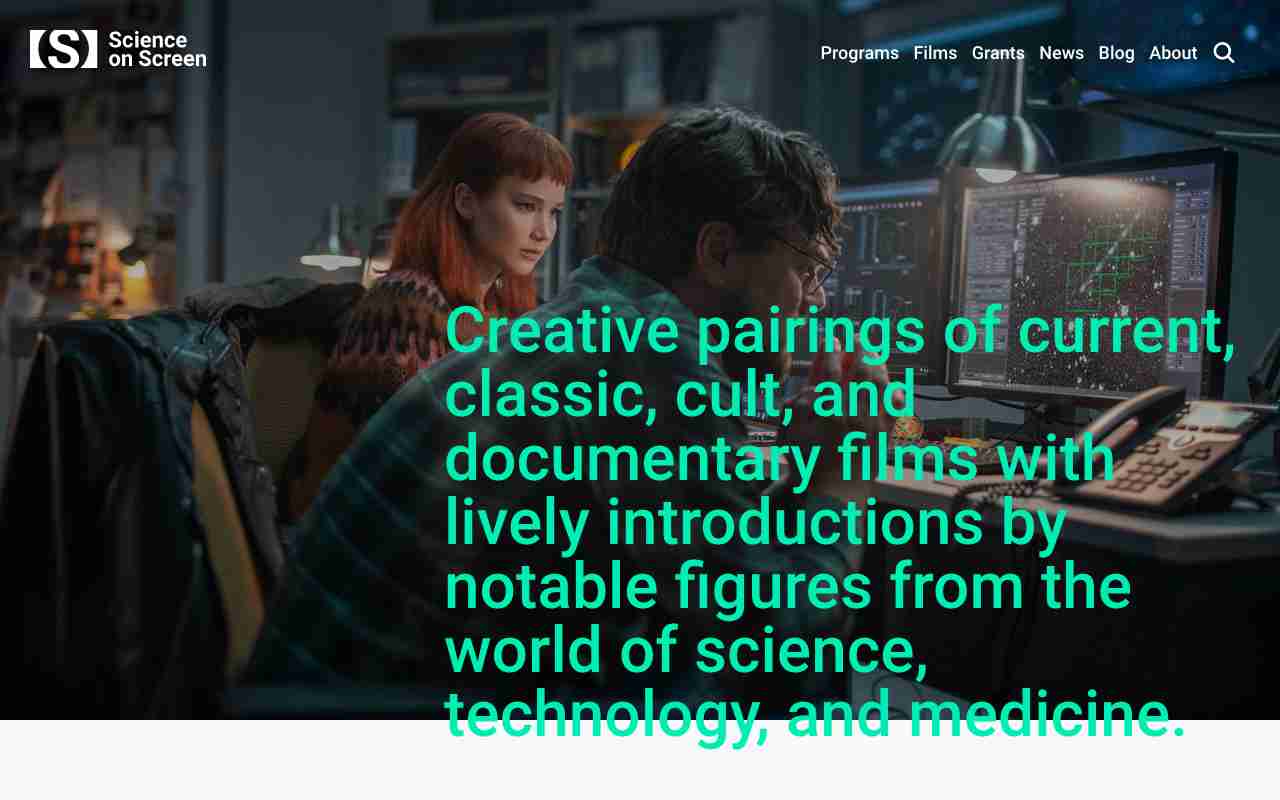 (S) Science
on Screen
Programs Films Grants News Blog About
Creative pairings of current,
classic, cult, and
documentary films with
lively introductions by
notable figures from the
world of science,
technology, and medicine.